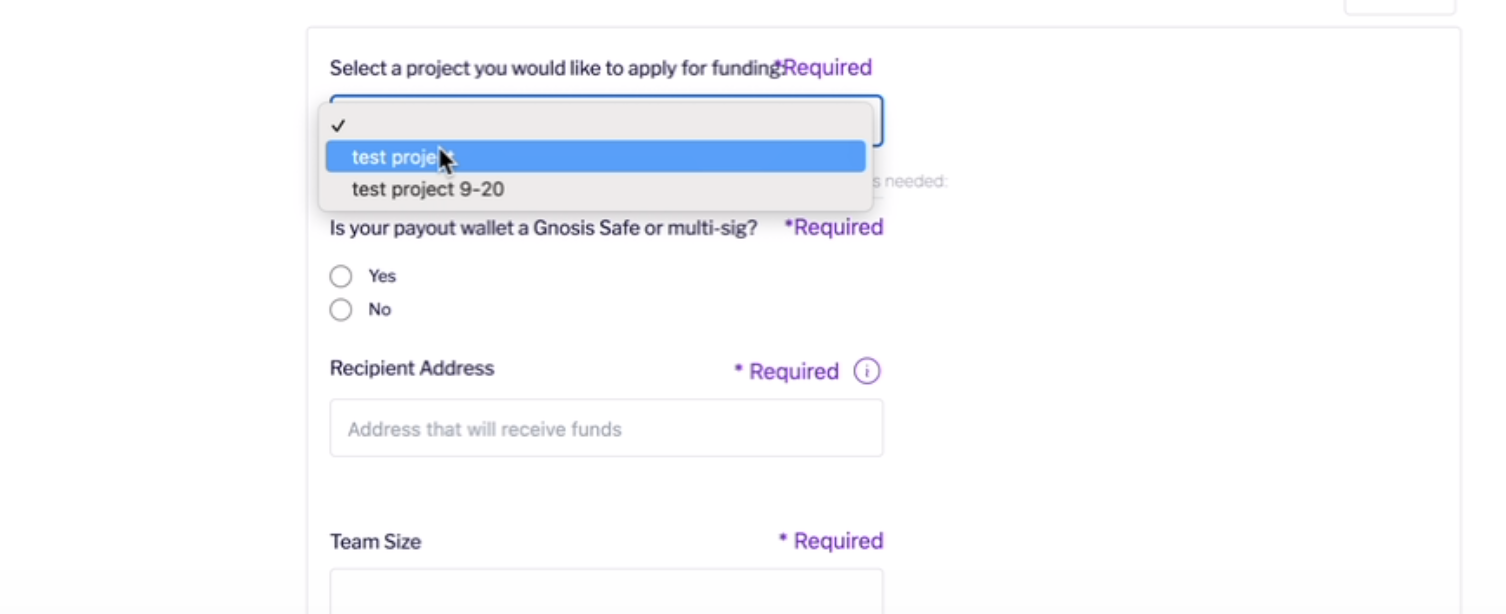 Select a project you would like to apply for funding:
*Required
test project
test project 9-20
s needed:
Is your payout wallet a Gnosis Safe or multi-sig? *Required
Yes
No
Recipient Address * Required
Address that will receive funds
Team Size * Required